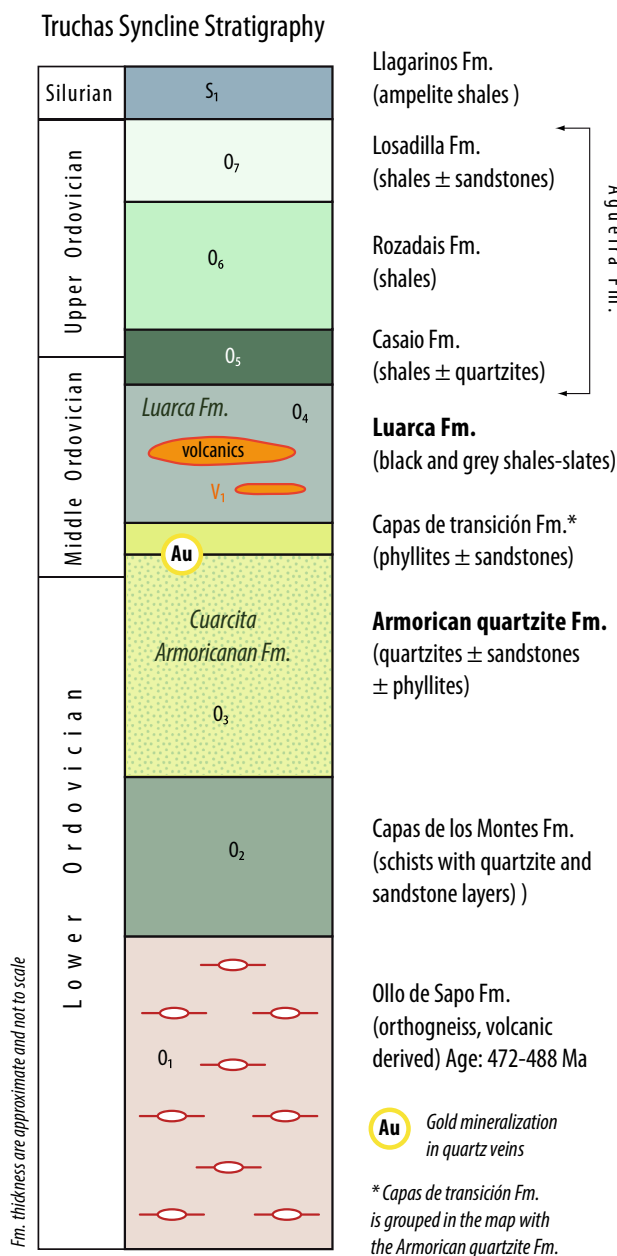 Truchas Syncline Stratigraphy
Silurian
S₁
Llagarinos Fm.
(ampelite shales )
Upper Ordovician
O₇
Losadilla Fm.
(shales ± sandstones)
Agüeira Fm.
O₆
Rozadais Fm.
(shales)
O₅
Casaio Fm.
(shales ± quartzites)
Middle Ordovician
Luarca Fm.
O₄
volcanics
V₁
Luarca Fm.
(black and grey shales-slates)
Capas de transición Fm.*
(phyllites ± sandstones)
Au
Lower Ordovician
Cuarcita
Armoricanan Fm.
O₃
Armorican quartzite Fm.
(quartzites ± sandstones
± phyllites)
O₂
Capas de los Montes Fm.
(schists with quartzite and
sandstone layers) )
O₁
Ollo de Sapo Fm.
(orthogneiss, volcanic
derived) Age: 472-488 Ma
Au
Gold mineralization
in quartz veins
* Capas de transición Fm.
is grouped in the map with
the Armorican quartzite Fm.
Fm. thickness are approximate and not to scale